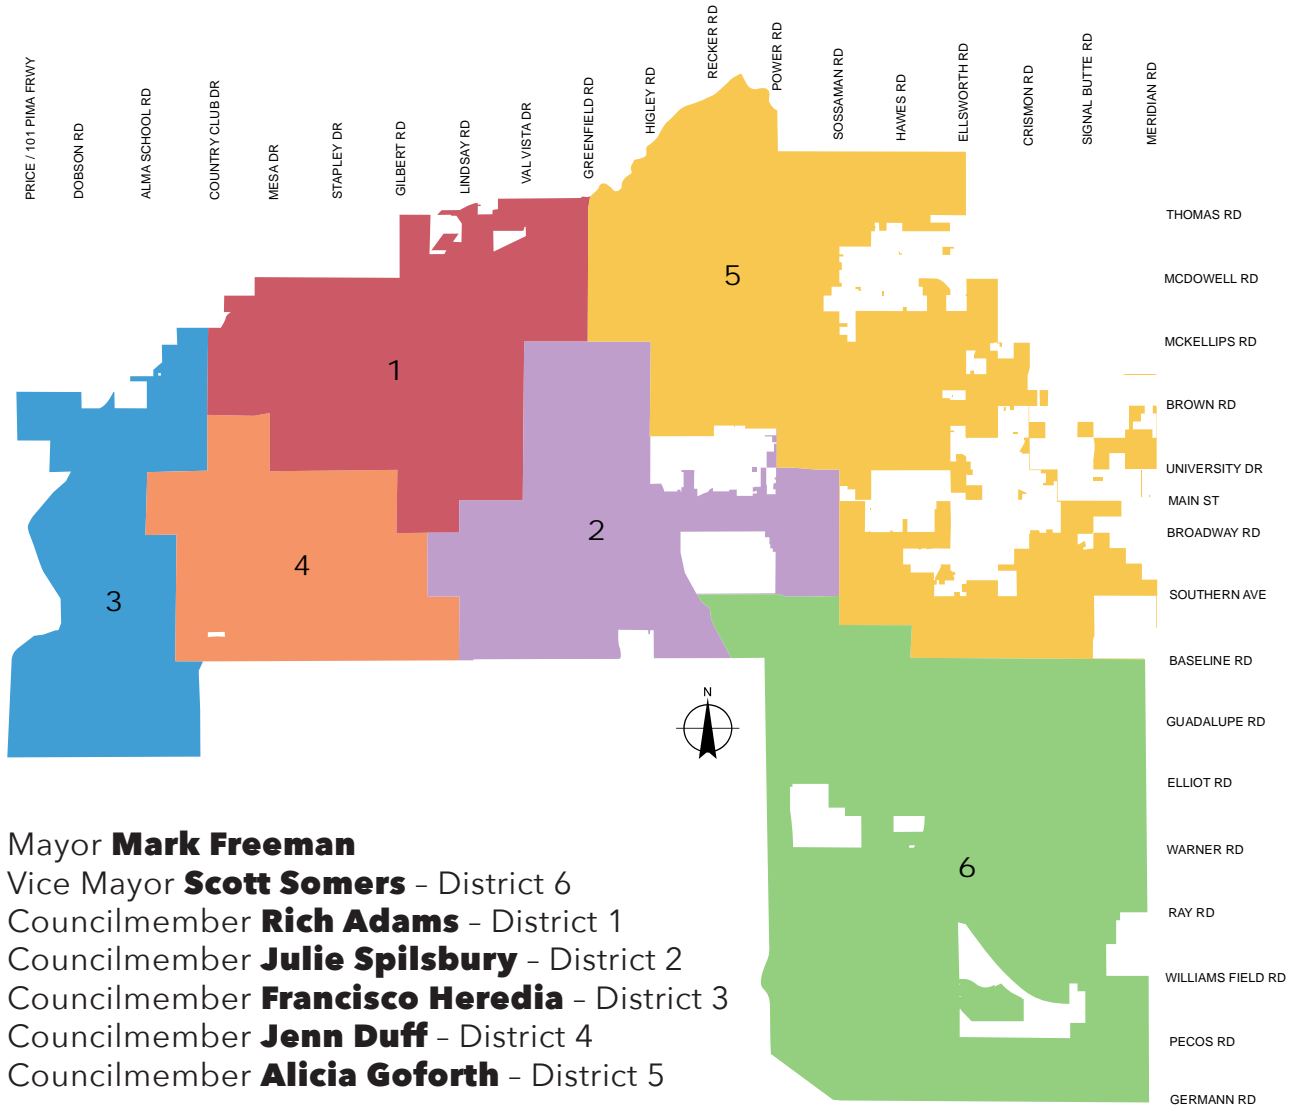 PRICE / 101 PIMA FRWY
DOBSON RD
ALMA SCHOOL RD
COUNTRY CLUB DR
MESA DR
STAPLEY DR
GILBERT RD
LINDSAY RD
VAL VISTA DR
GREENFIELD RD
HIGLEY RD
RECKER RD
POWER RD
SOSSAMAN RD
HAWES RD
ELLSWORTH RD
CRISMON RD
SIGNAL BUTTE RD
MERIDIAN RD
THOMAS RD
MCDOWELL RD
MCKELLIPS RD
BROWN RD
UNIVERSITY DR
MAIN ST
BROADWAY RD
SOUTHERN AVE
BASELINE RD
GUADALUPE RD
ELLIOT RD
WARNER RD
RAY RD
WILLIAMS FIELD RD
PECOS RD
GERMANN RD
5
1
2
4
3
6
N
Mayor Mark Freeman
Vice Mayor Scott Somers – District 6
Councilmember Rich Adams – District 1
Councilmember Julie Spilsbury – District 2
Councilmember Francisco Heredia – District 3
Councilmember Jenn Duff – District 4
Councilmember Alicia Goforth – District 5